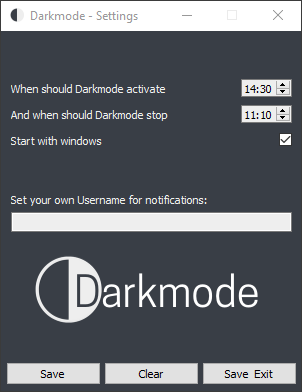 Darkmode - Settings
When should Darkmode activate 14:30
And when should Darkmode stop 11:10
Start with windows
Set your own Username for notifications:
Darkmode
Save Clear Save Exit